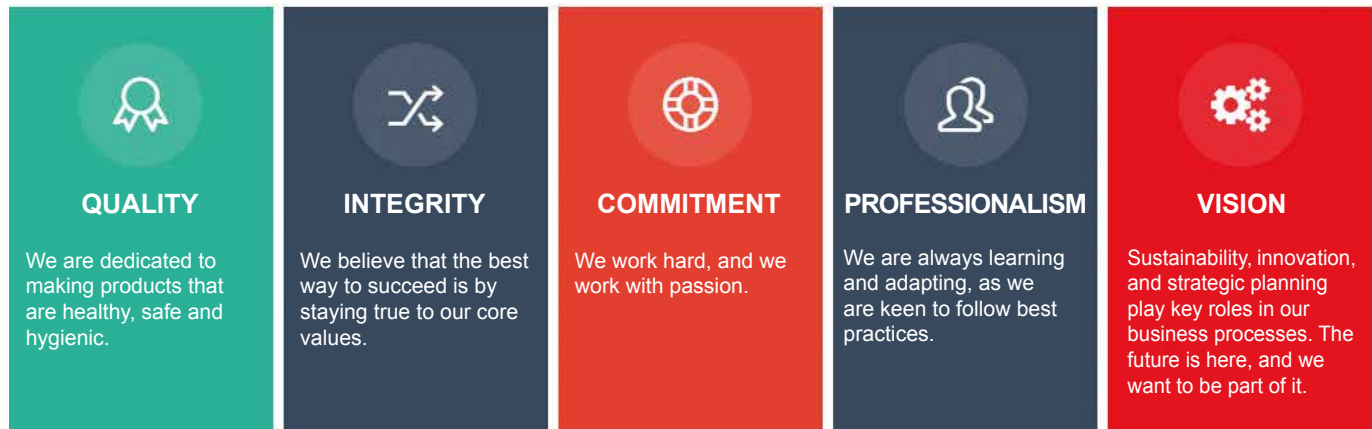 QUALITY
We are dedicated to
making products that
are healthy, safe and
hygienic.
INTEGRITY
We believe that the best
way to succeed is by
staying true to our core
values.
COMMITMENT
We work hard, and we
work with passion.
PROFESSIONALISM
We are always learning
and adapting, as we
are keen to follow best
practices.
VISION
Sustainability, innovation,
and strategic planning
play key roles in our
business processes. The
future is here, and we
want to be part of it.